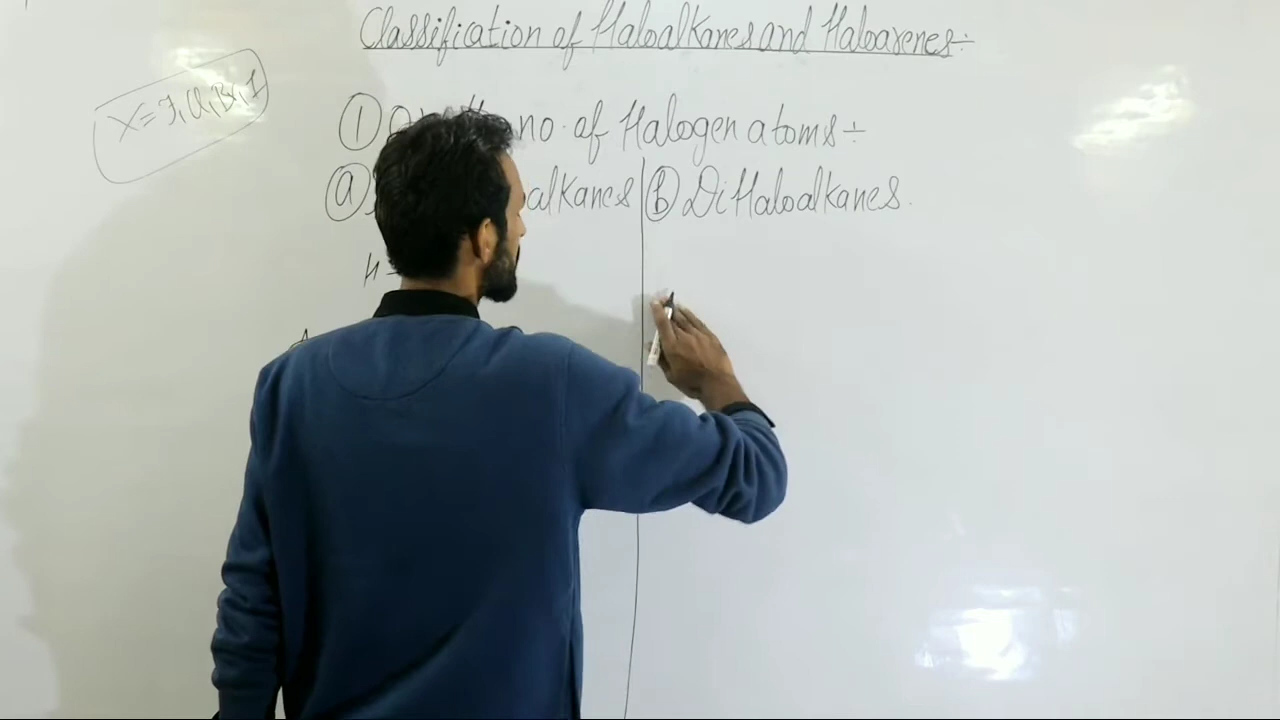 Classification of Haloalkanes and Haloarenes:-
X = F, Cl, Br, I
① no. of Halogen atoms ÷
ⓐ alkanes
ⓑ DiHaloalkanes.
H -